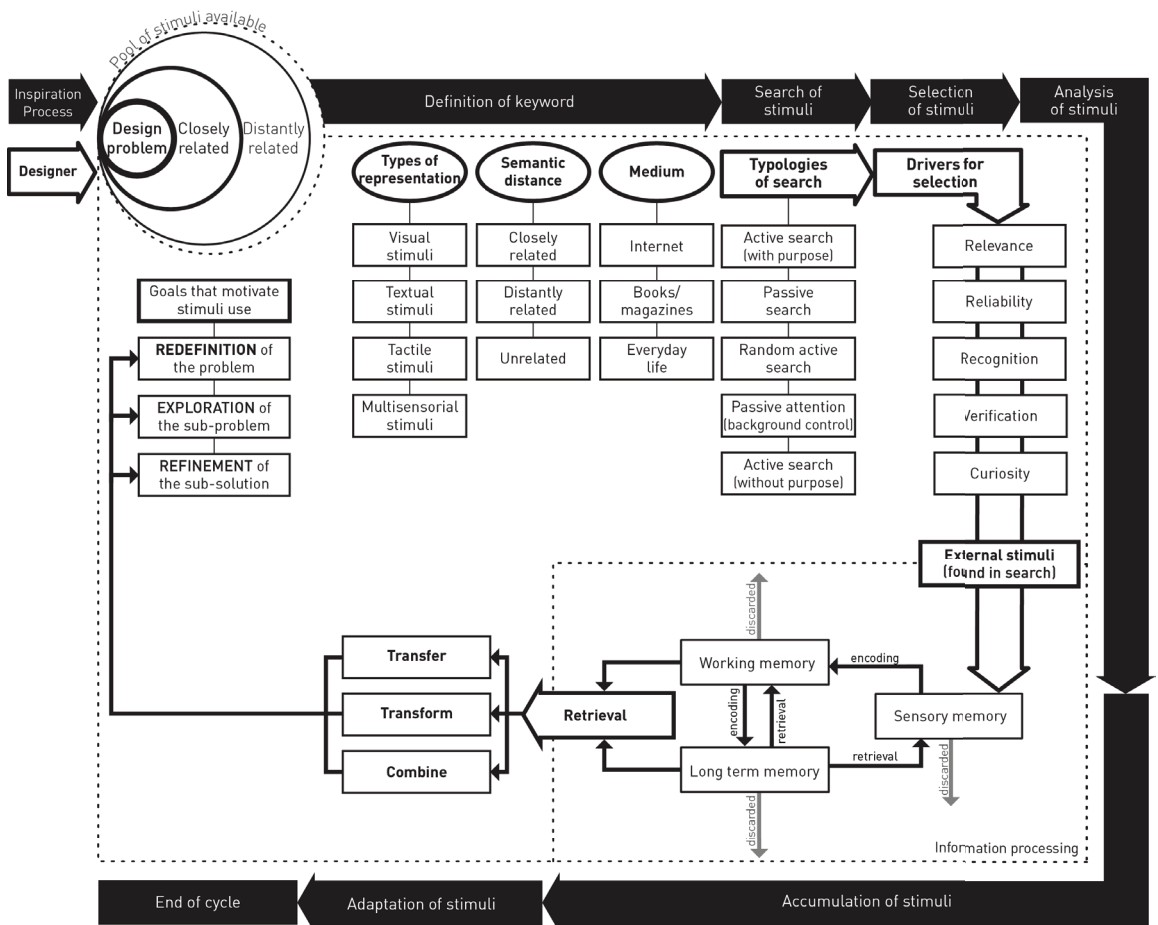 Pool of stimuli available
Inspiration
Process
Definition of keyword
Search of
stimuli
Selection
of stimuli
Analysis
of stimuli
Designer
Design
problem
Closely
related
Distantly
related
Types of
representation
Semantic
distance
Medium
Typologies
of search
Drivers for
selection
Visual
stimuli
Textual
stimuli
Tactile
stimuli
Multisensorial
stimuli
Closely
related
Distantly
related
Unrelated
Internet
Books/
magazines
Everyday
life
Active search
(with purpose)
Passive
search
Random active
search
Passive attention
(background control)
Active search
(without purpose)
Relevance
Reliability
Recognition
Verification
Curiosity
Goals that motivate
stimuli use
REDEFINITION of
the problem
EXPLORATION of
the sub-problem
REFINEMENT of
the sub-solution
External stimuli
(found in search)
discarded
Working memory
encoding
encoding
retrieval
Sensory memory
Long term memory
retrieval
discarded
discarded
Transfer
Transform
Combine
Retrieval
Information processing
End of cycle
Adaptation of stimuli
Accumulation of stimuli